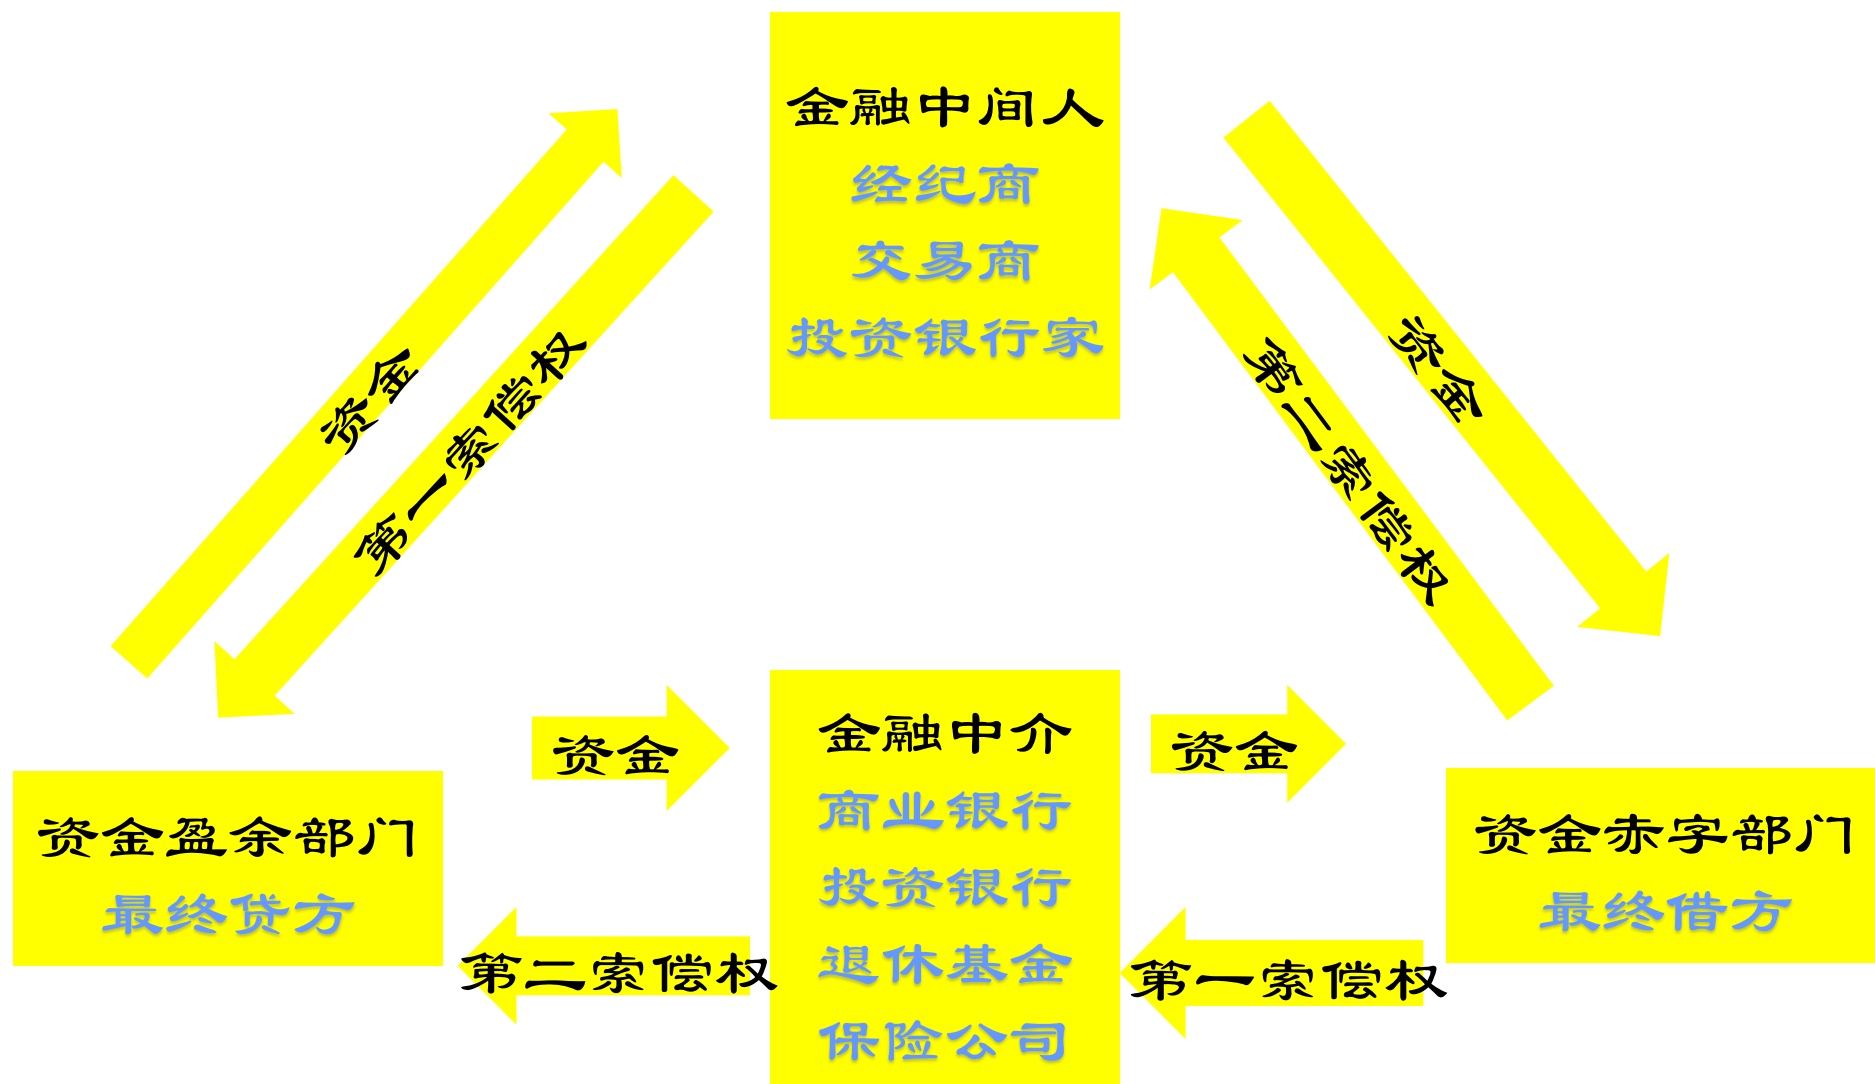 金融中间人
经纪商
交易商
投资银行家
资金
第一索偿权
资金
第二索偿权
资金
资金
金融中介
商业银行
投资银行
退休基金
保险公司
资金盈余部门
最终贷方
资金赤字部门
最终借方
第二索偿权
第一索偿权